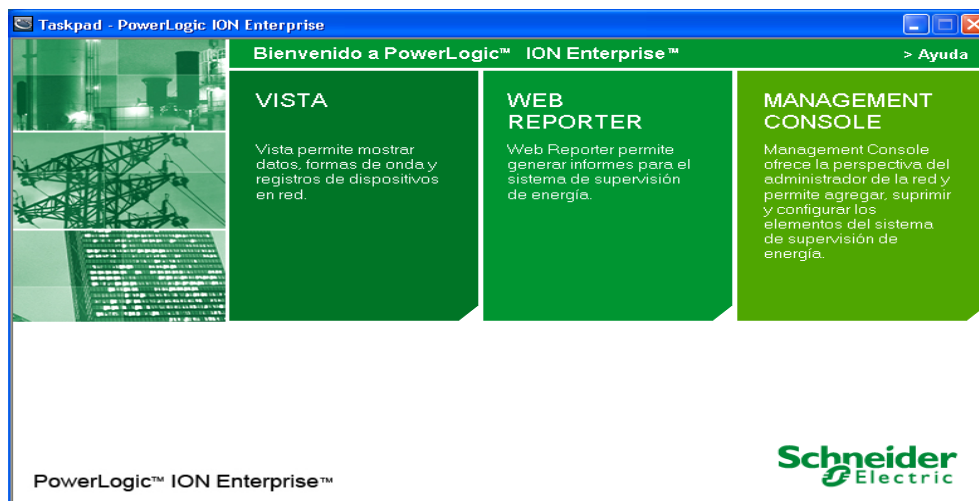 Taskpad - PowerLogic ION Enterprise
Bienvenido a PowerLogic™ ION Enterprise™
> Ayuda
VISTA
Vista permite mostrar
datos, formas de onda y
registros de dispositivos
en red.
WEB
REPORTER
Web Reporter permite
generar informes para el
sistema de supervisión
de energía.
MANAGEMENT
CONSOLE
Management Console
ofrece la perspectiva del
administrador de la red y
permite agregar, suprimir
y configurar los
elementos del sistema
de supervisión de
energía.
PowerLogic™ ION Enterprise™
Schneider
Electric